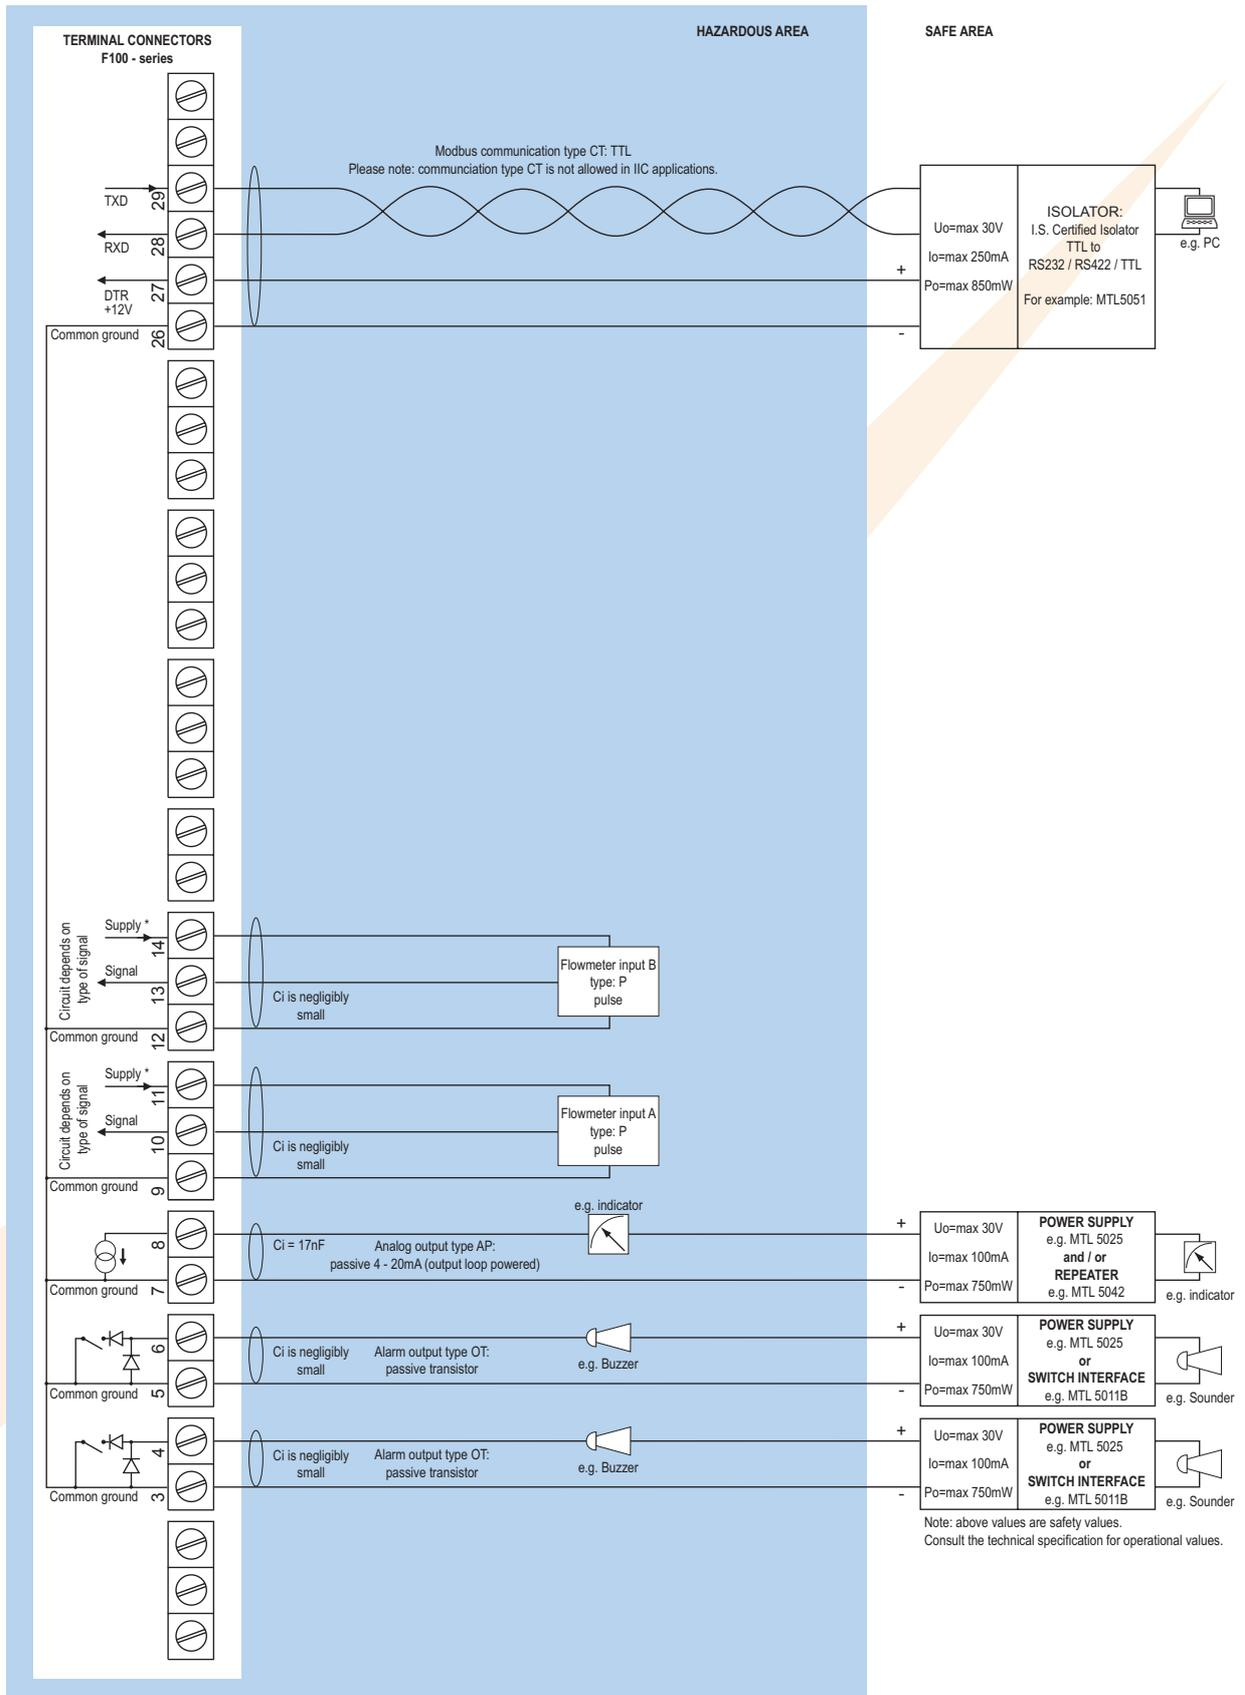 HAZARDOUS AREA
SAFE AREA
TERMINAL CONNECTORS
F100 - series
Modbus communication type CT: TTL
Please note: communciation type CT is not allowed in IIC applications.
TXD
29
RXD
28
DTR
+12V
27
Common ground
26
+
-
Uo=max 30V
Io=max 250mA
Po=max 850mW
ISOLATOR:
I.S. Certified Isolator
TTL to
RS232 / RS422 / TTL
For example: MTL5051
e.g. PC
Circuit depends on
type of signal
Supply *
14
Signal
13
Common ground
12
Ci is negligibly
small
Flowmeter input B
type: P
pulse
Circuit depends on
type of signal
Supply *
11
Signal
10
Common ground
9
Ci is negligibly
small
Flowmeter input A
type: P
pulse
e.g. indicator
8
Common ground
7
Ci = 17nF
Analog output type AP:
passive 4 - 20mA (output loop powered)
+
-
Uo=max 30V
Io=max 100mA
Po=max 750mW
POWER SUPPLY
e.g. MTL 5025
and / or
REPEATER
e.g. MTL 5042
e.g. indicator
6
Common ground
5
Ci is negligibly
small
Alarm output type OT:
passive transistor
e.g. Buzzer
+
-
Uo=max 30V
Io=max 100mA
Po=max 750mW
POWER SUPPLY
e.g. MTL 5025
or
SWITCH INTERFACE
e.g. MTL 5011B
e.g. Sounder
4
Common ground
3
Ci is negligibly
small
Alarm output type OT:
passive transistor
e.g. Buzzer
+
-
Uo=max 30V
Io=max 100mA
Po=max 750mW
POWER SUPPLY
e.g. MTL 5025
or
SWITCH INTERFACE
e.g. MTL 5011B
e.g. Sounder
Note: above values are safety values.
Consult the technical specification for operational values.